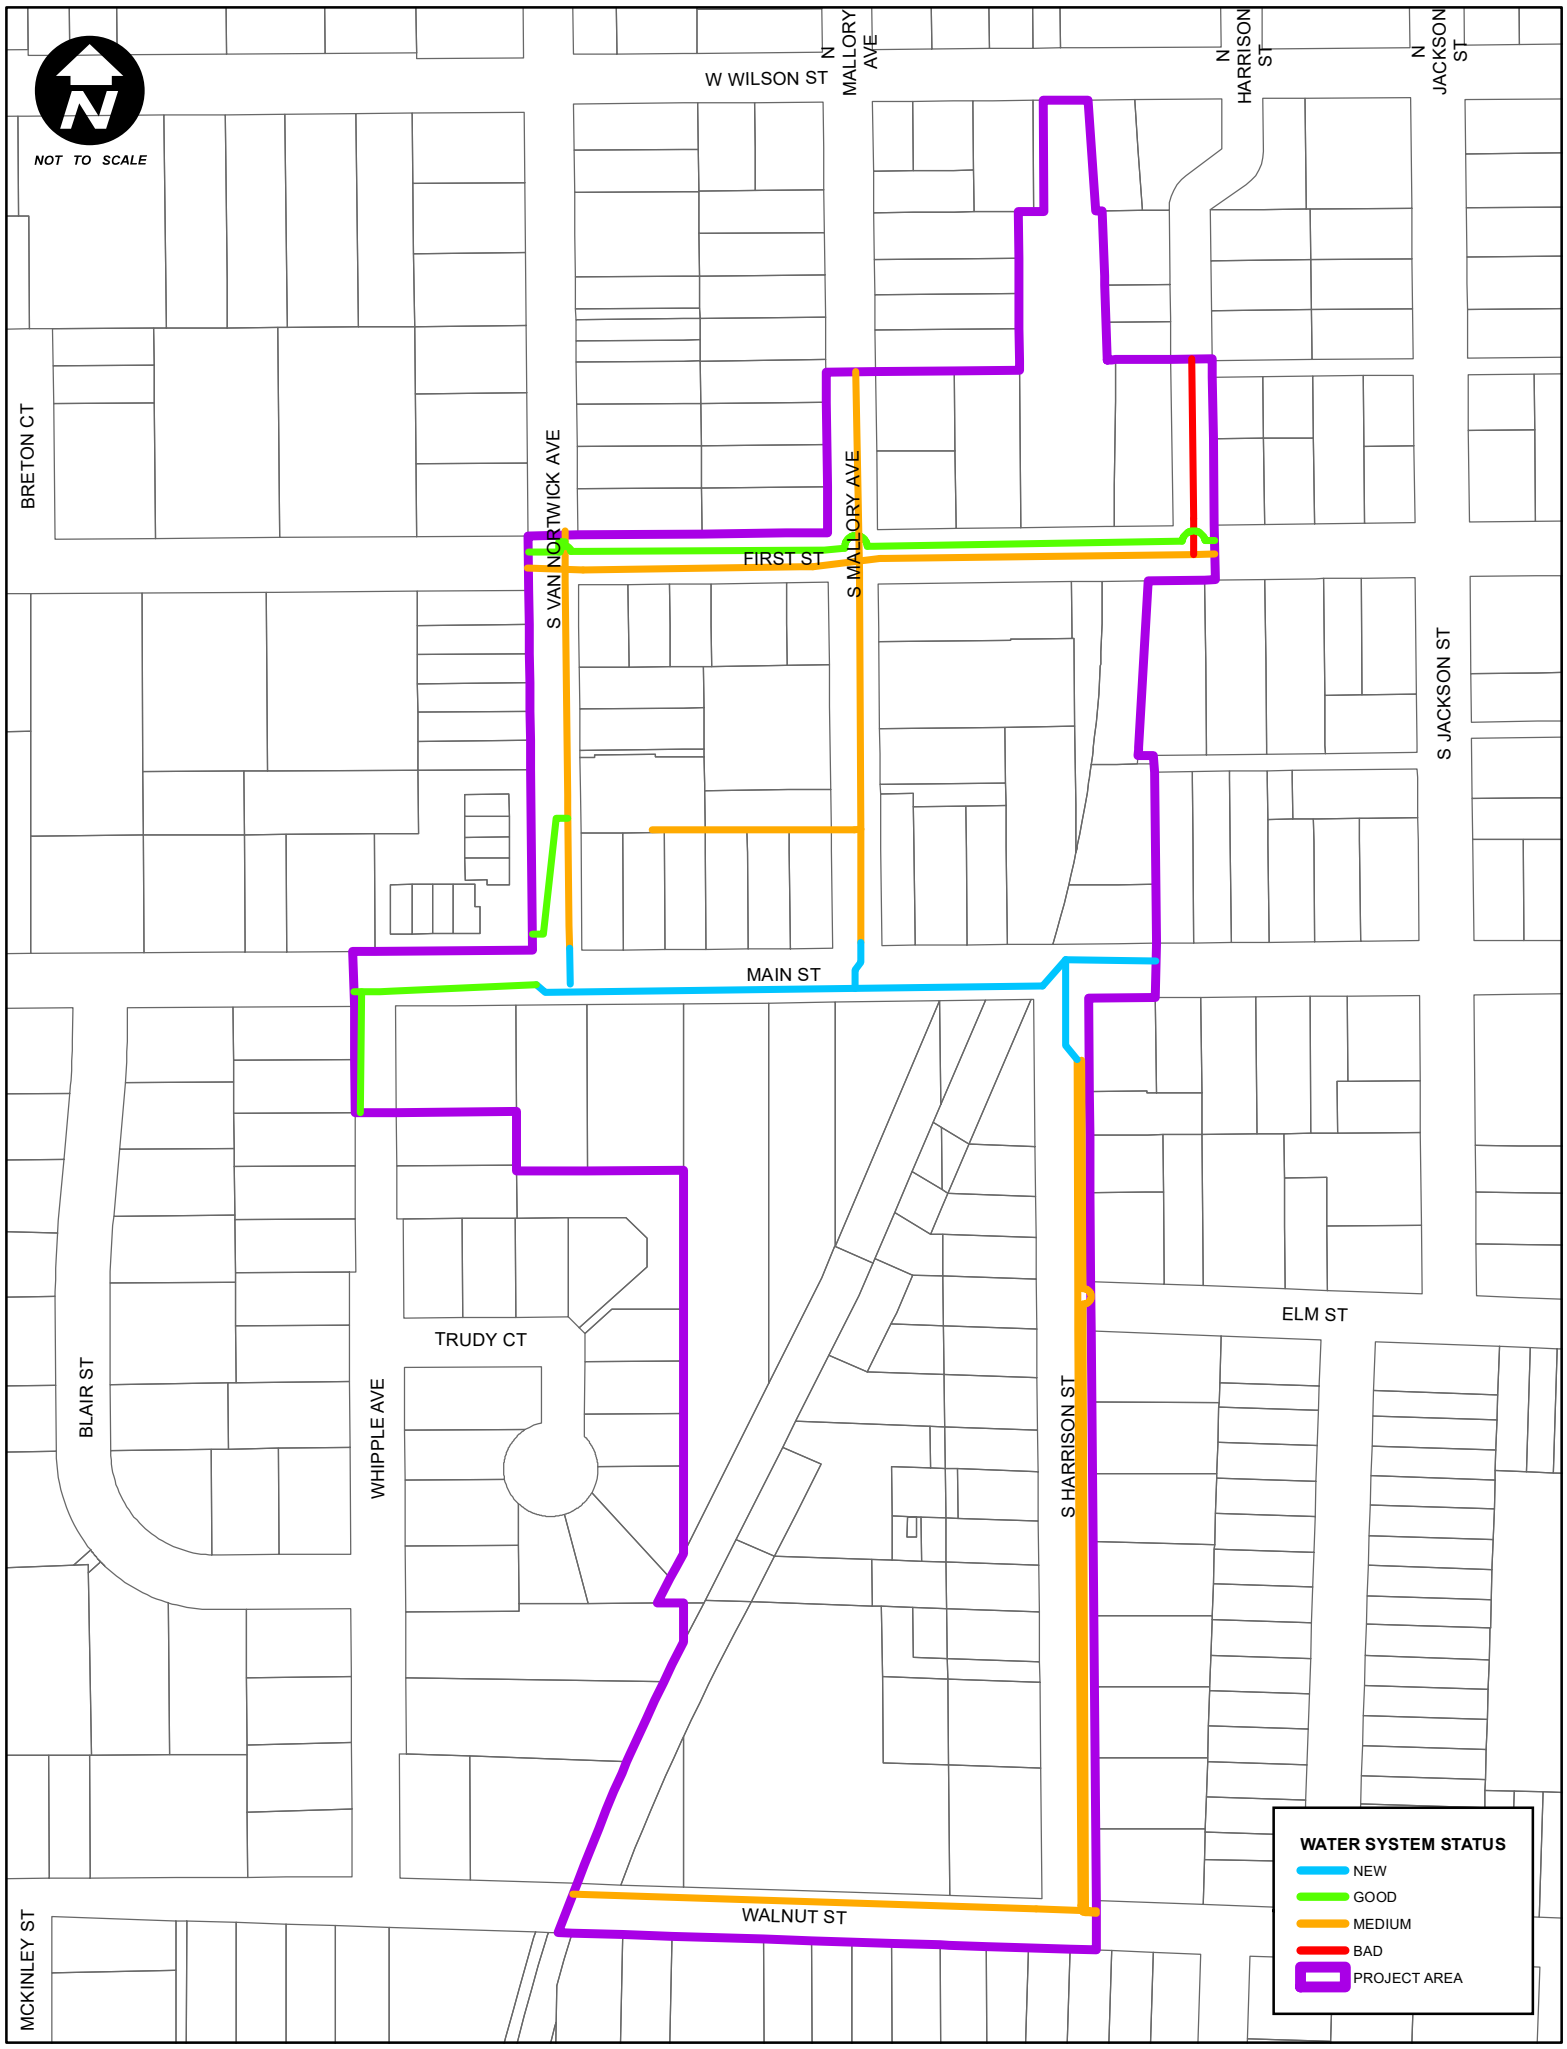 N
MALLORY
AVE
N
HARRISON
ST
N
JACKSON
ST
W WILSON ST
N
NOT TO SCALE
BRETON CT
S VAN NORTWICK AVE
S MALLORY AVE
FIRST ST
S JACKSON ST
MAIN ST
TRUDY CT
ELM ST
BLAIR ST
WHIPPLE AVE
S HARRISON ST
WALNUT ST
MCKINLEY ST
WATER SYSTEM STATUS
NEW
GOOD
MEDIUM
BAD
PROJECT AREA